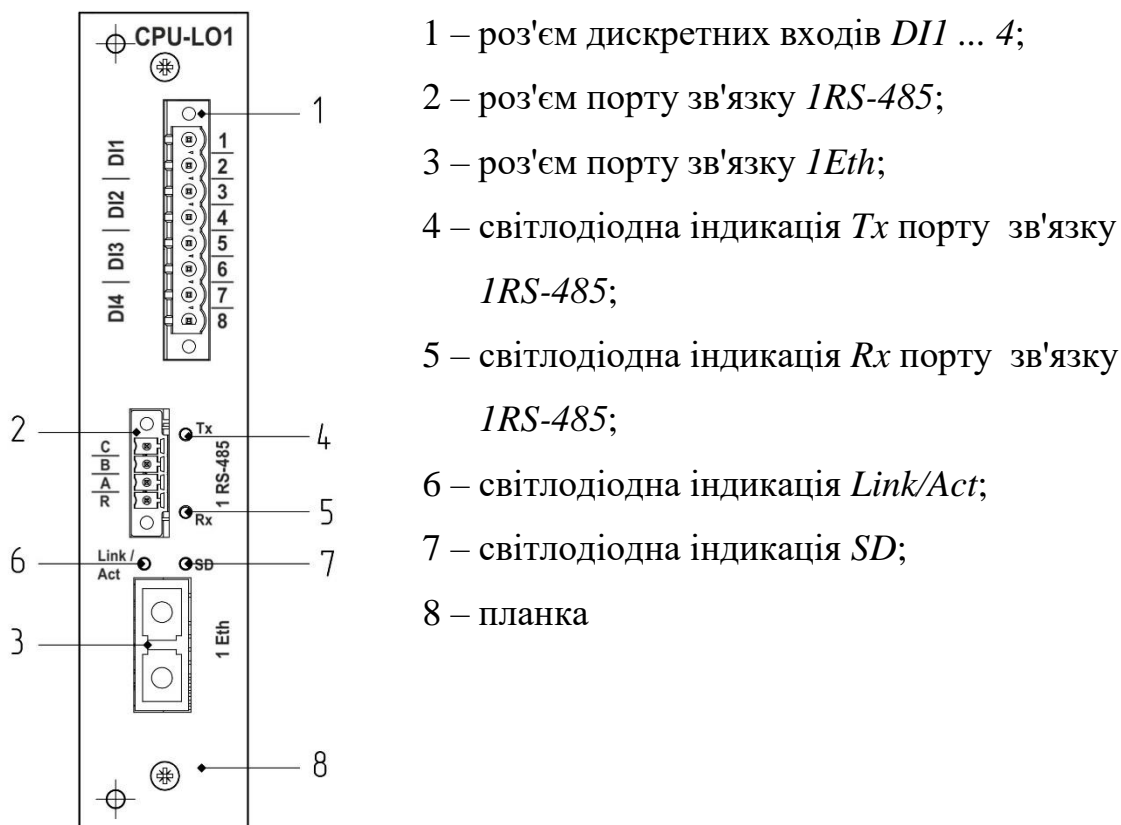 CPU-LO1
1
DI1
DI2
DI3
DI4
1
2
3
4
5
6
7
8
2
C
B
A
R
Tx
1 RS-485
Rx
4
5
6
Link /
Act
SD
7
3
1 Eth
8
1 – роз'єм дискретних входів DI1 ... 4;
2 – роз'єм порту зв'язку 1RS-485;
3 – роз'єм порту зв'язку 1Eth;
4 – світлодіодна індикація Tx порту зв'язку
1RS-485;
5 – світлодіодна індикація Rx порту зв'язку
1RS-485;
6 – світлодіодна індикація Link/Act;
7 – світлодіодна індикація SD;
8 – планка